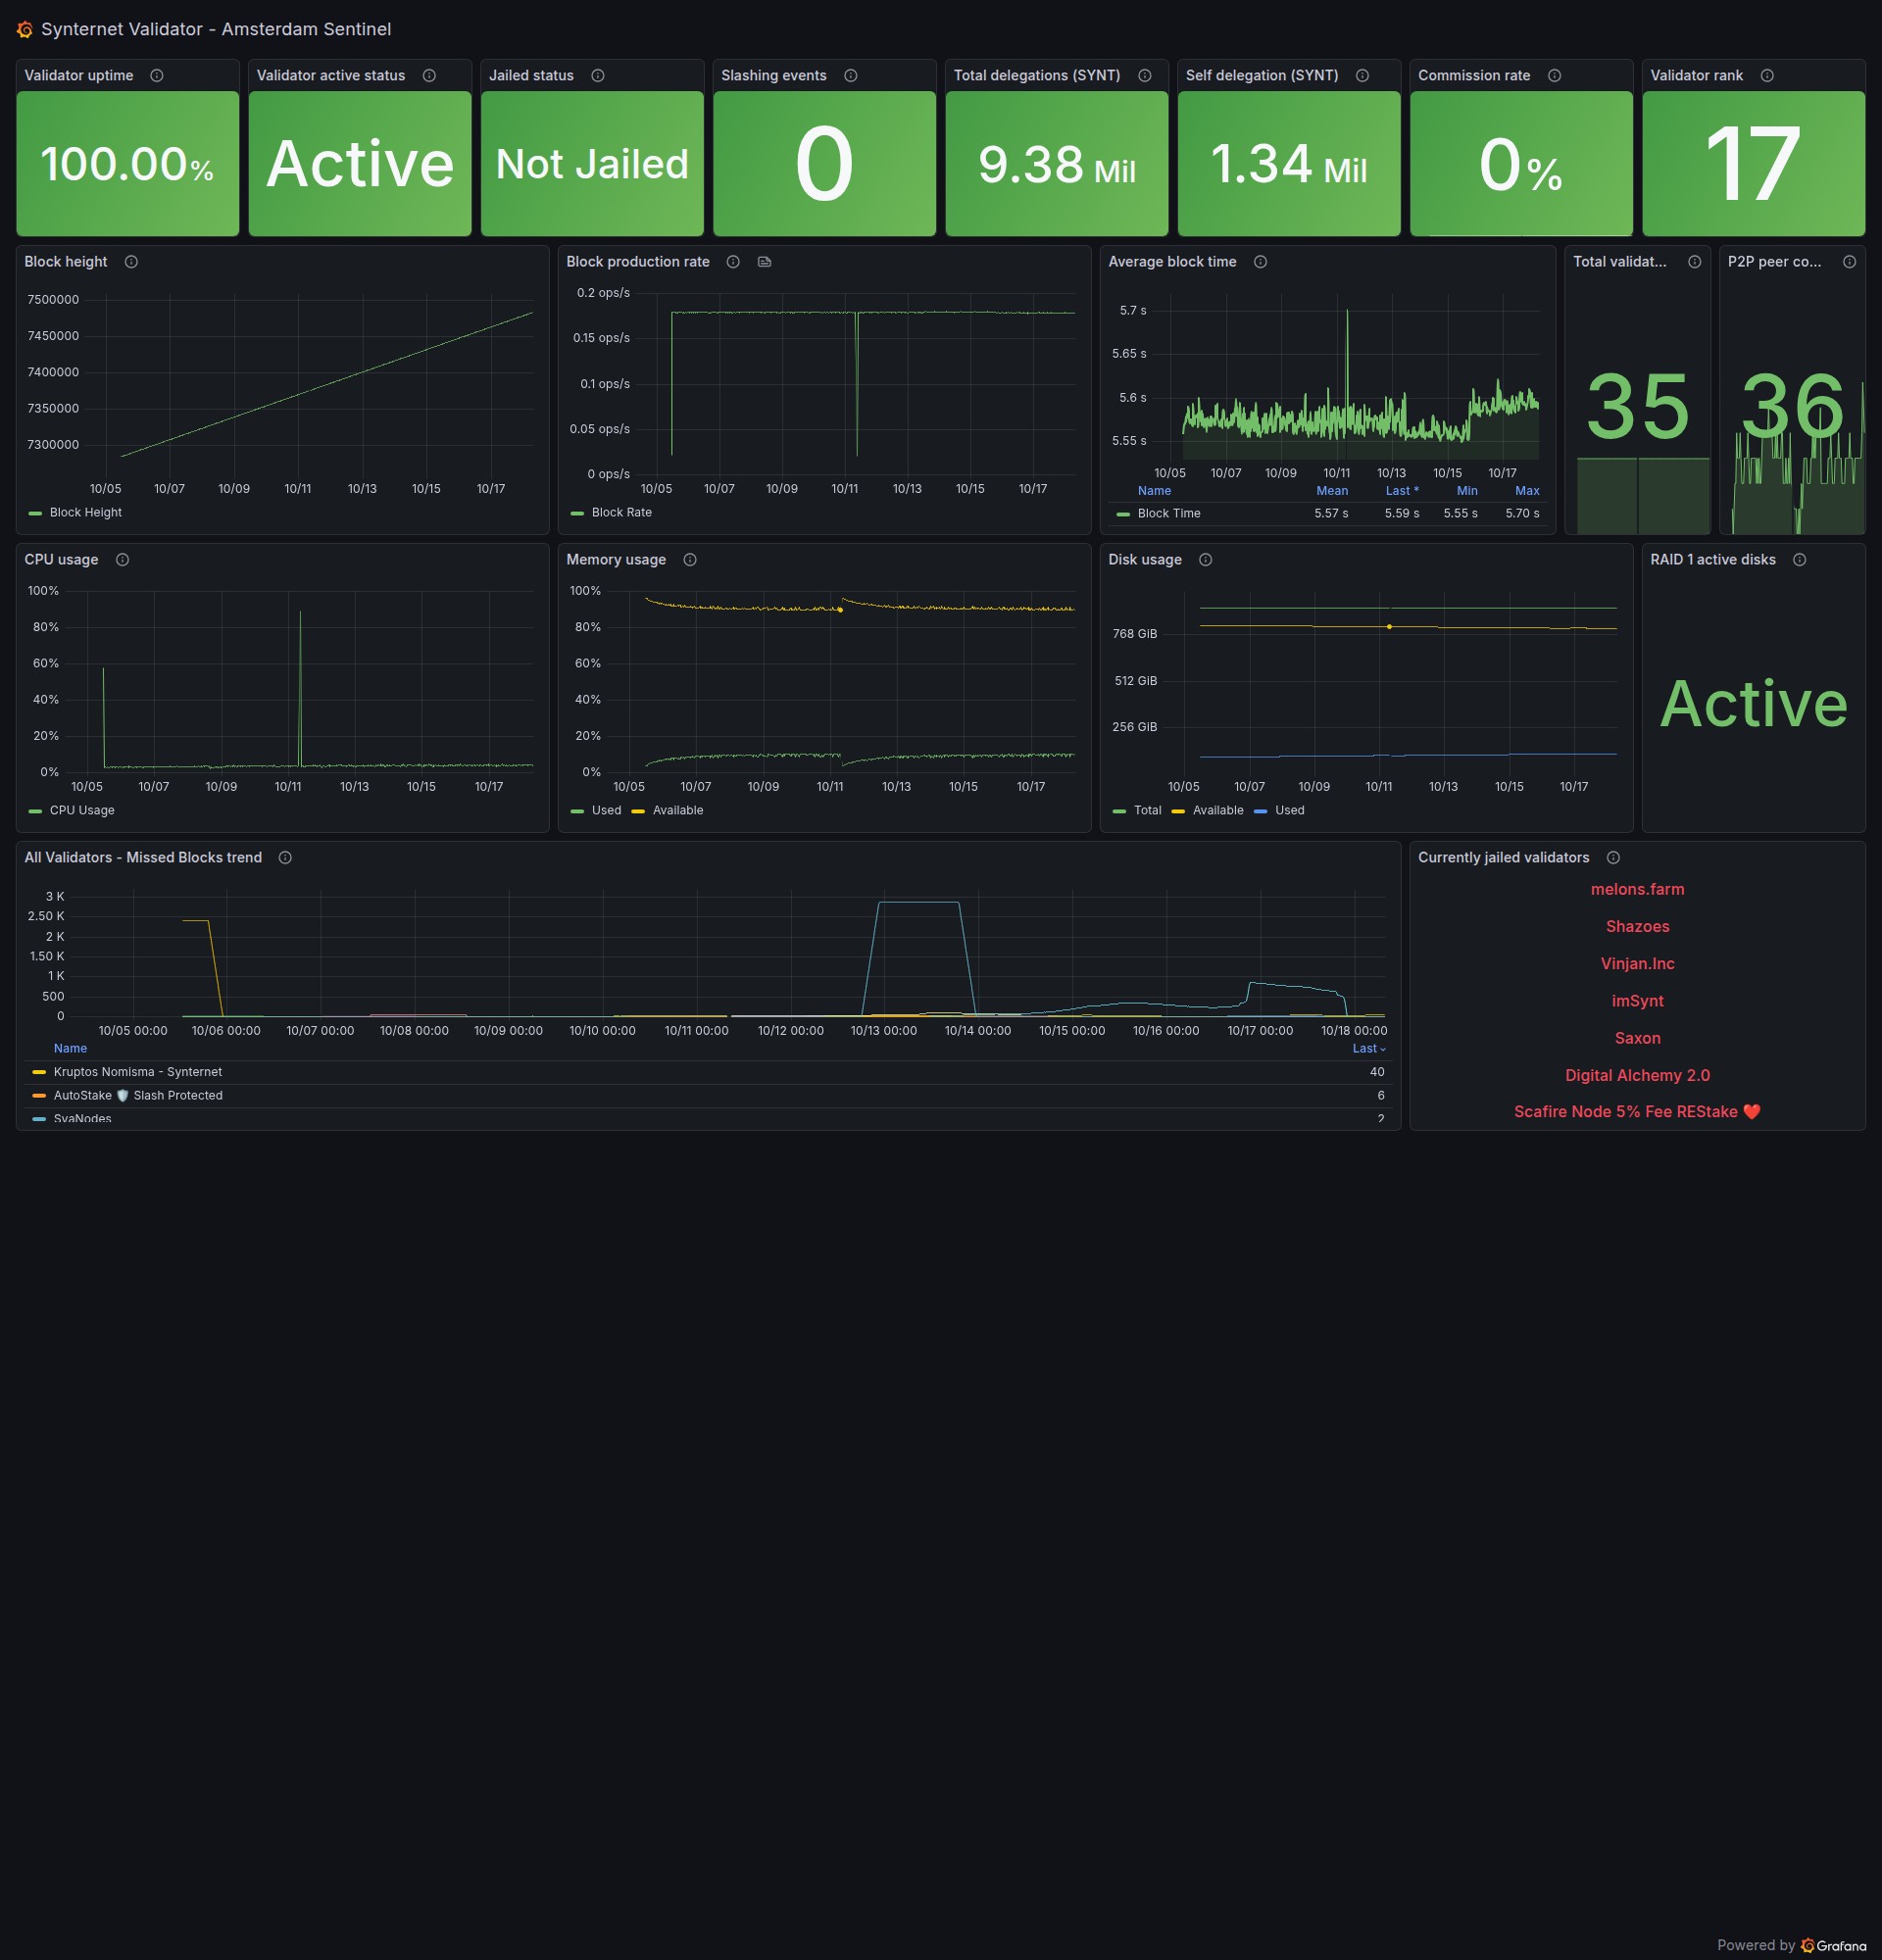 Synternet Validator - Amsterdam Sentinel
Validator uptime
100.00%
Validator active status
Active
Jailed status
Not Jailed
Slashing events
0
Total delegations (SYNT)
9.38 Mil
Self delegation (SYNT)
1.34 Mil
Commission rate
0%
Validator rank
17
Block height
7500000
7450000
7400000
7350000
7300000
10/05 10/07 10/09 10/11 10/13 10/15 10/17
Block Height
Block production rate
0.2 ops/s
0.15 ops/s
0.1 ops/s
0.05 ops/s
0 ops/s
10/05 10/07 10/09 10/11 10/13 10/15 10/17
Block Rate
Average block time
5.7 s
5.65 s
5.6 s
5.55 s
10/05 10/07 10/09 10/11 10/13 10/15 10/17
Name Mean Last * Min Max
Block TIme 5.57 s 5.59 s 5.55 s 5.70 s
Total validat...
35
P2P peer co...
36
CPU usage
100%
80%
60%
40%
20%
0%
10/05 10/07 10/09 10/11 10/13 10/15 10/17
CPU Usage
Memory usage
100%
80%
60%
40%
20%
0%
10/05 10/07 10/09 10/11 10/13 10/15 10/17
Used Available
Disk usage
768 GiB
512 GiB
256 GiB
10/05 10/07 10/09 10/11 10/13 10/15 10/17
Total Available Used
RAID 1 active disks
Active
All Validators - Missed Blocks trend
3 K
2.50 K
2 K
1.50 K
1 K
500
0
10/05 00:00 10/06 00:00 10/07 00:00 10/08 00:00 10/09 00:00 10/10 00:00 10/11 00:00 10/12 00:00 10/13 00:00 10/14 00:00 10/15 00:00 10/16 00:00 10/17 00:00 10/18 00:00
Name Last
Kruptos Nomisma - Synternet 40
AutoStake 🛡️ Slash Protected 6
SvaNodes 2
Currently jailed validators
melons.farm
Shazoes
Vinjan.Inc
imSynt
Saxon
Digital Alchemy 2.0
Scafire Node 5% Fee REStake ❤️
Powered by Grafana